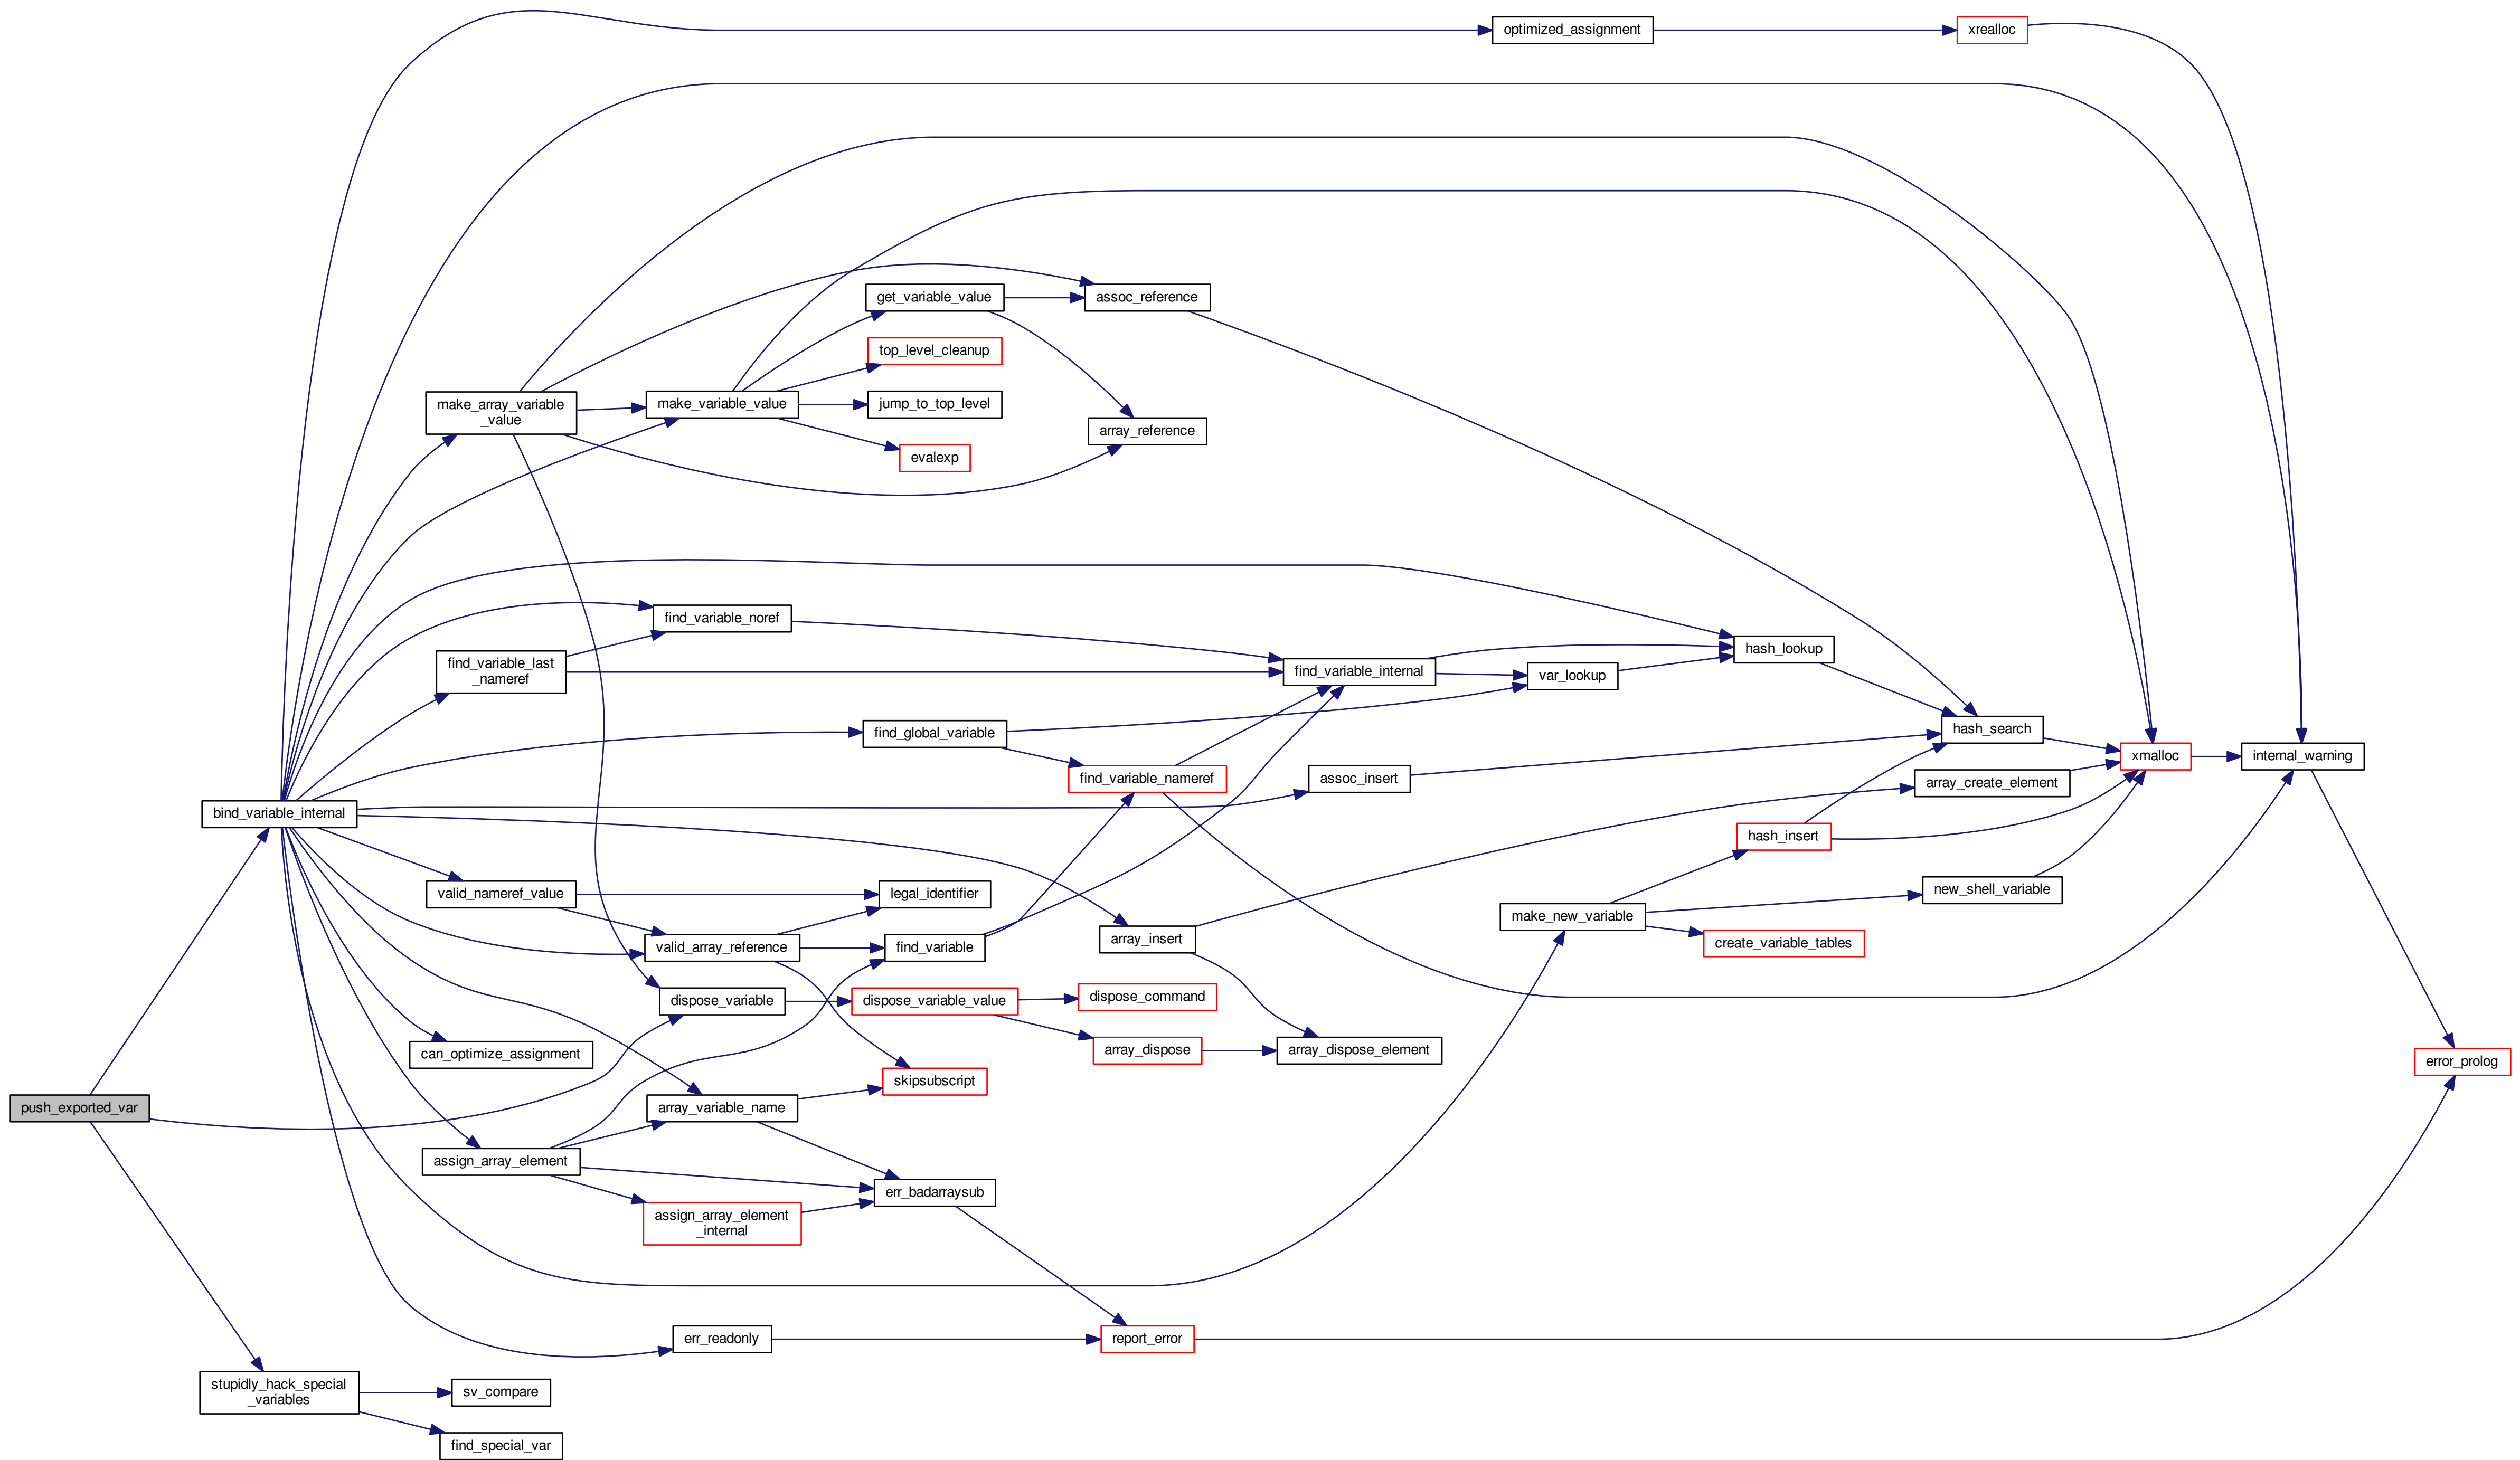 optimized_assignment
xrealloc
get_variable_value
assoc_reference
top_level_cleanup
make_array_variable
_value
make_variable_value
jump_to_top_level
array_reference
evalexp
find_variable_noref
hash_lookup
find_variable_last
_nameref
find_variable_internal
var_lookup
find_global_variable
hash_search
find_variable_nameref
assoc_insert
xmalloc
internal_warning
array_create_element
bind_variable_internal
hash_insert
valid_nameref_value
legal_identifier
new_shell_variable
make_new_variable
valid_array_reference
find_variable
array_insert
create_variable_tables
dispose_variable
dispose_variable_value
dispose_command
can_optimize_assignment
array_dispose
array_dispose_element
error_prolog
skipsubscript
push_exported_var
array_variable_name
assign_array_element
err_badarraysub
assign_array_element
_internal
err_readonly
report_error
stupidly_hack_special
_variables
sv_compare
find_special_var